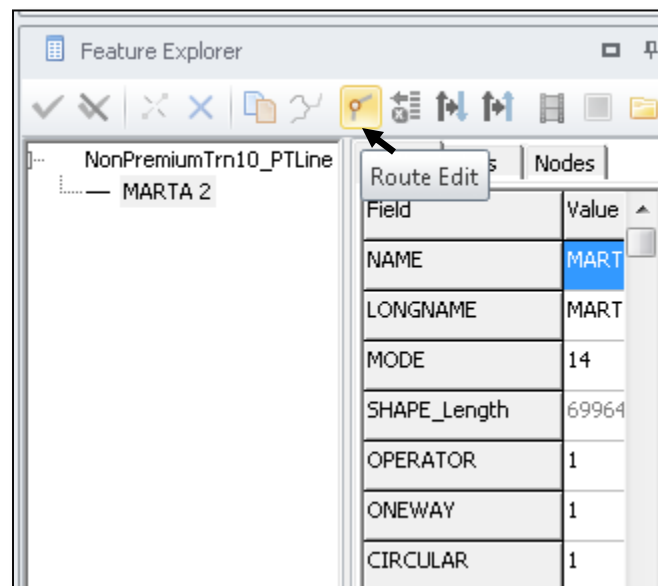 Feature Explorer
NonPremiumTrn10_PTLine
MARTA 2
Route Edit
Nodes
Field Value
NAME MART
LONGNAME MART
MODE 14
SHAPE_Length 69964
OPERATOR 1
ONEWAY 1
CIRCULAR 1